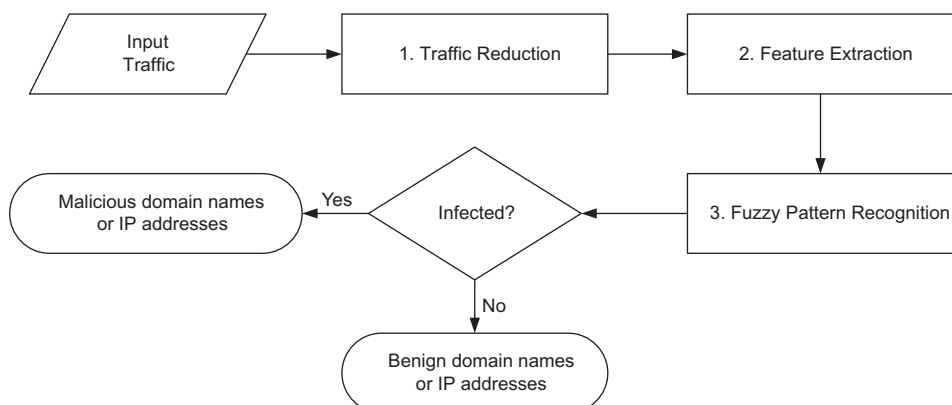 Input
Traffic
1. Traffic Reduction
2. Feature Extraction
3. Fuzzy Pattern Recognition
Infected?
Yes
Malicious domain names
or IP addresses
No
Benign domain names
or IP addresses